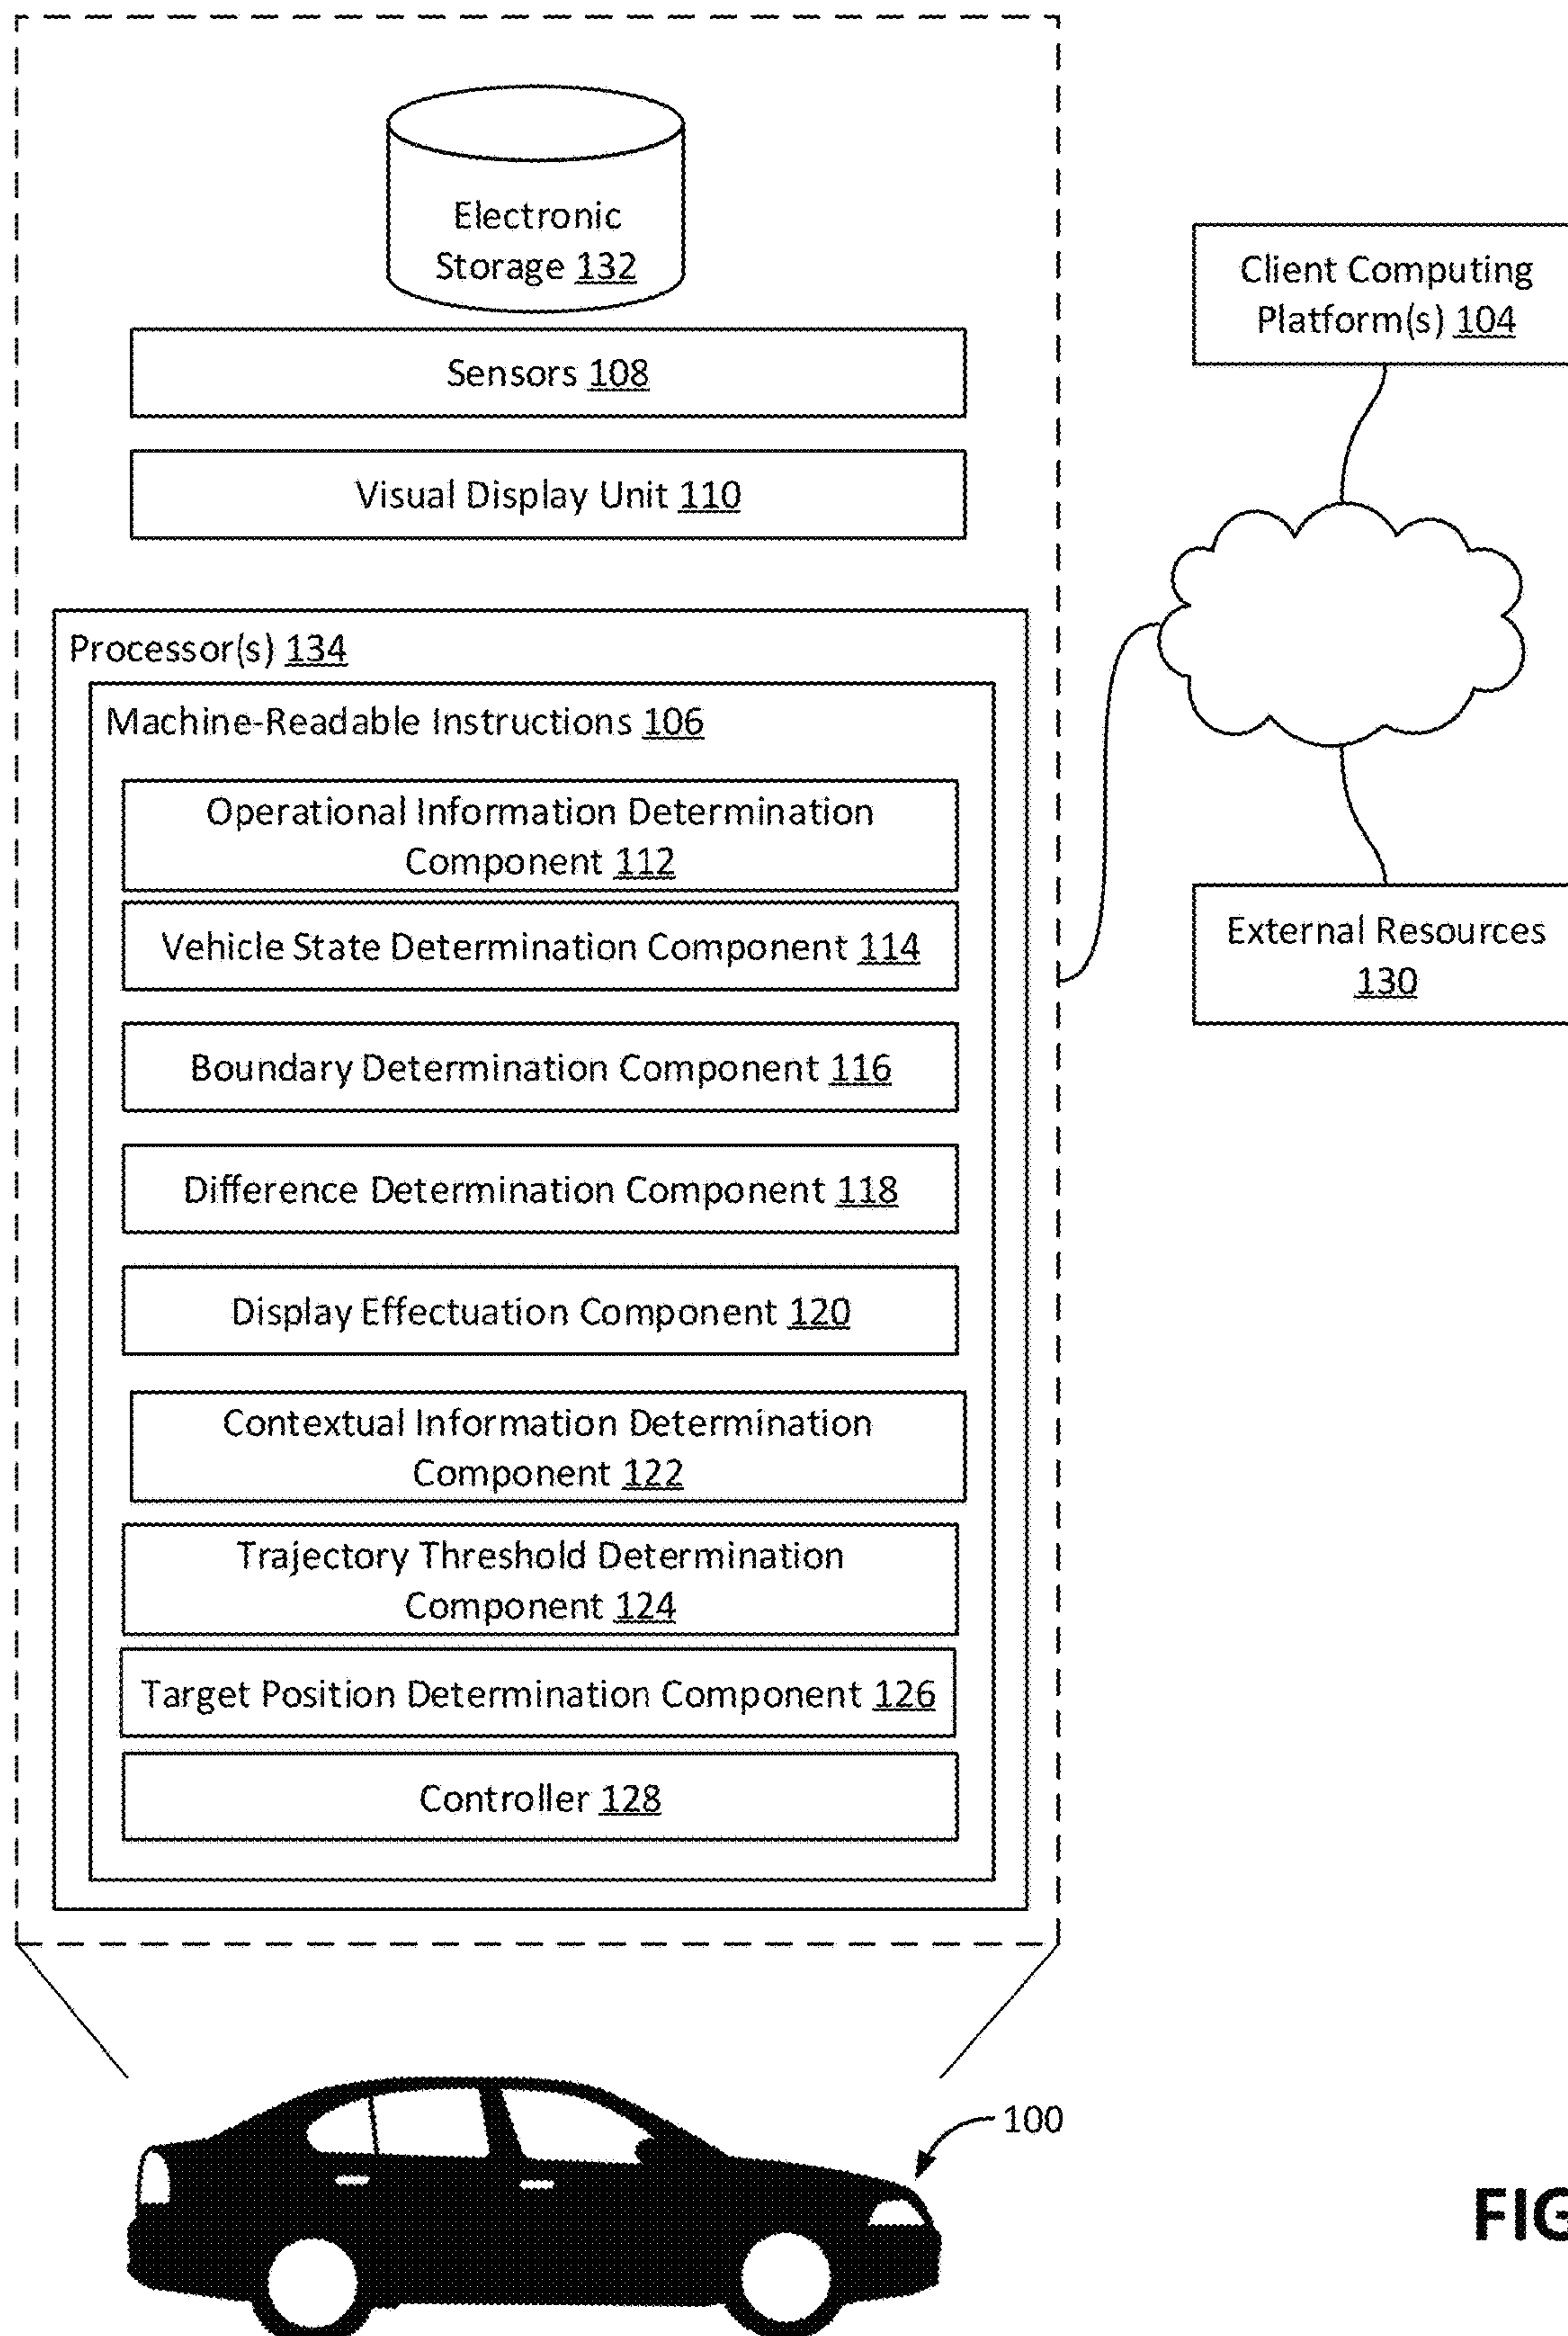 Electronic
Storage 132
Sensors 108
Visual Display Unit 110
Client Computing
Platform(s) 104
Processor(s) 134
Machine-Readable Instructions 106
Operational Information Determination
Component 112
Vehicle State Determination Component 114
External Resources
130
Boundary Determination Component 116
Difference Determination Component 118
Display Effectuation Component 120
Contextual Information Determination
Component 122
Trajectory Threshold Determination
Component 124
Target Position Determination Component 126
Controller 128
100
FIG